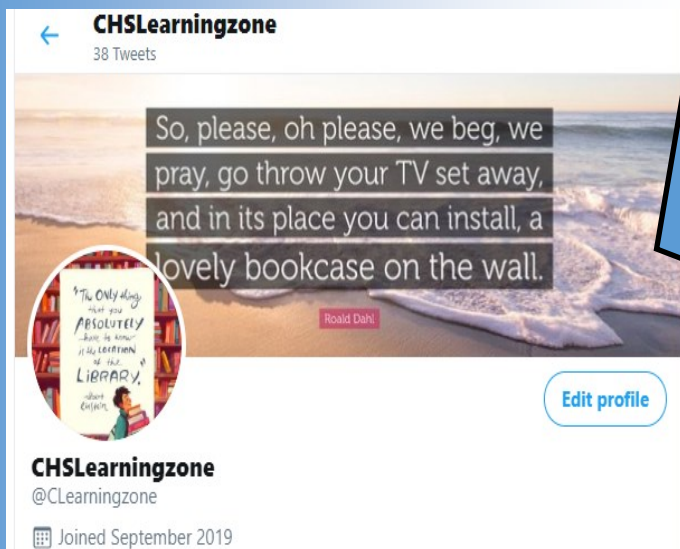 CHSLearningzone
38 Tweets
So, please, oh please, we beg, we
pray, go throw your TV set away,
and in its place you can install, a
lovely bookcase on the wall.
Roald Dahl
"The ONLY thing
that you
ABSOLUTELY
have to know
is the LOCATION
of the
LIBRARY."
Albert
Einstein
Edit profile
CHSLearningzone
@CLearningzone
Joined September 2019